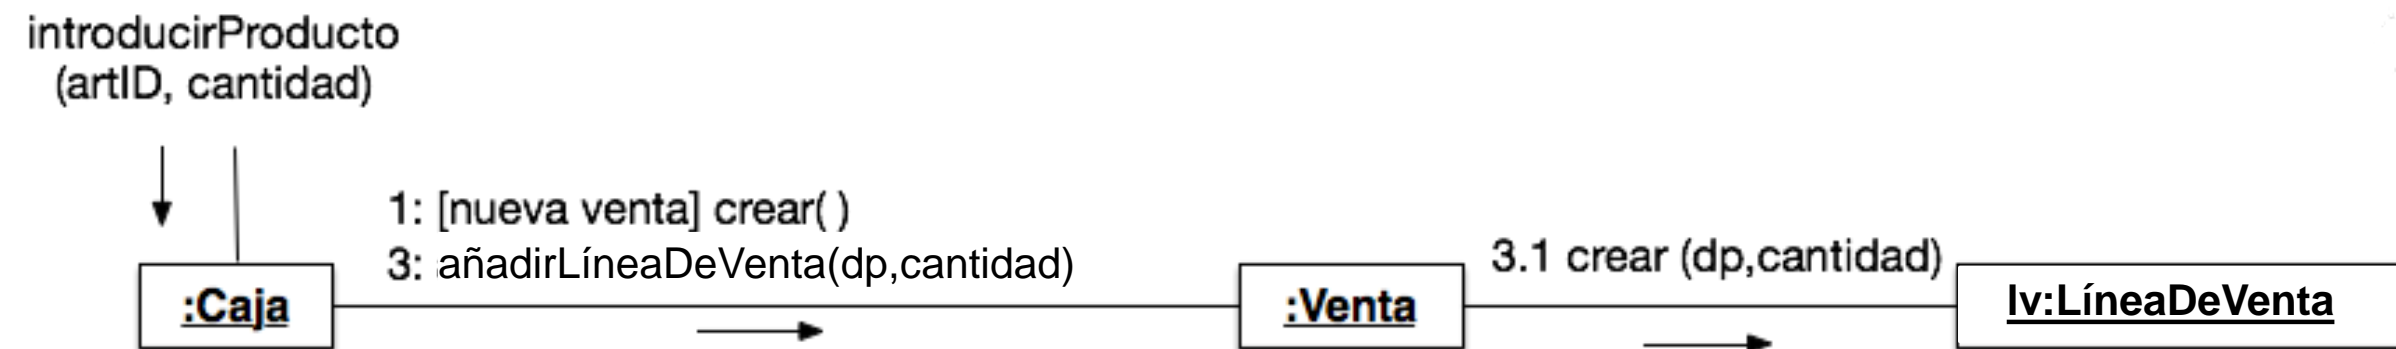 introducirProducto
(artID, cantidad)
1: [nueva venta] crear( )
3: añadirLíneaDeVenta(dp,cantidad)
3.1 crear (dp,cantidad)
:Caja
:Venta
lv:LíneaDeVenta